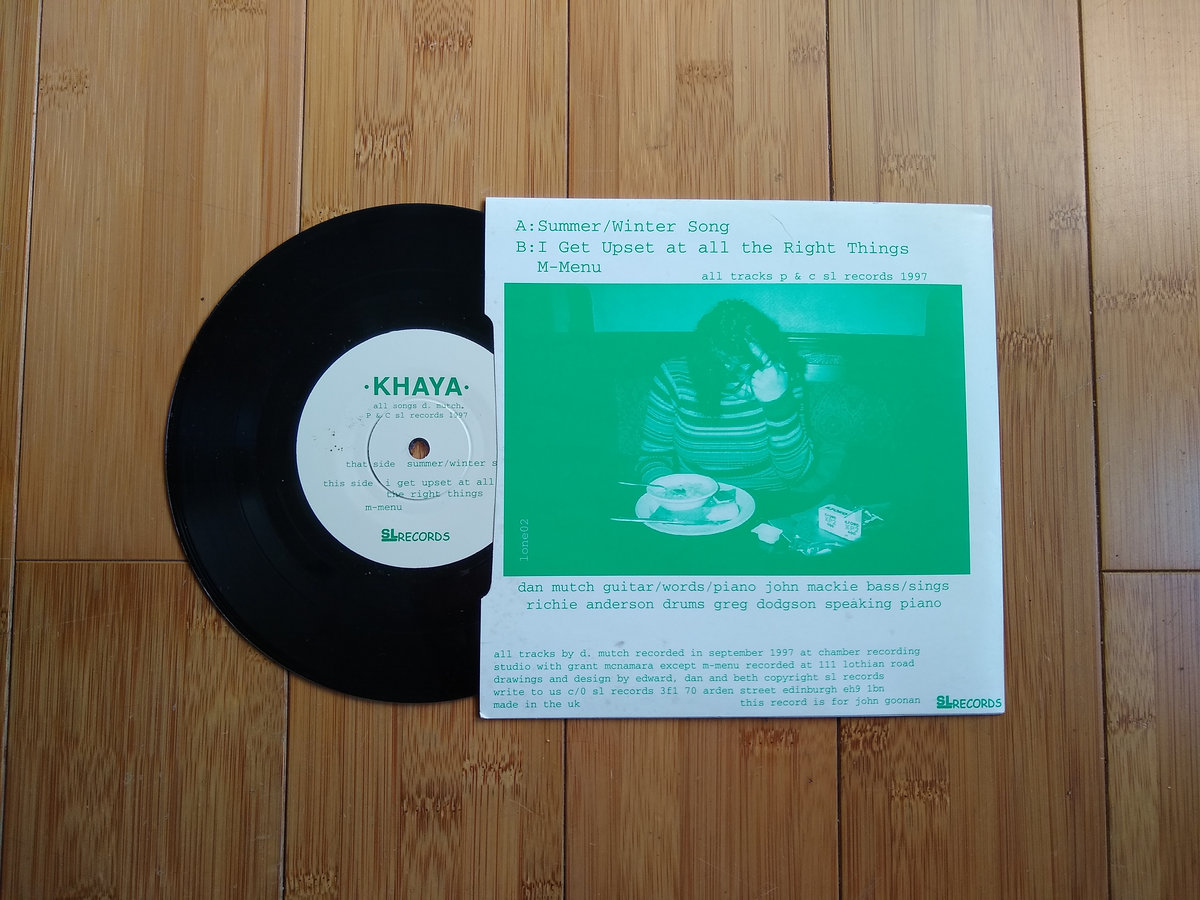 ·KHAYA·
all songs d. mutch.
P & C sl records 1997
that side summer/winter s
this side i get upset at all
the right things
m-menu
SLRECORDS
A:Summer/Winter Song
B:I Get Upset at all the Right Things
M-Menu
all tracks p & c sl records 1997
lone02
dan mutch guitar/words/piano john mackie bass/sings
richie anderson drums greg dodgson speaking piano
all tracks by d. mutch recorded in september 1997 at chamber recording
studio with grant mcnamara except m-menu recorded at 111 lothian road
drawings and design by edward, dan and beth copyright sl records
write to us c/0 sl records 3f1 70 arden street edinburgh eh9 1bn
made in the uk
this record is for john goonan
SLRECORDS